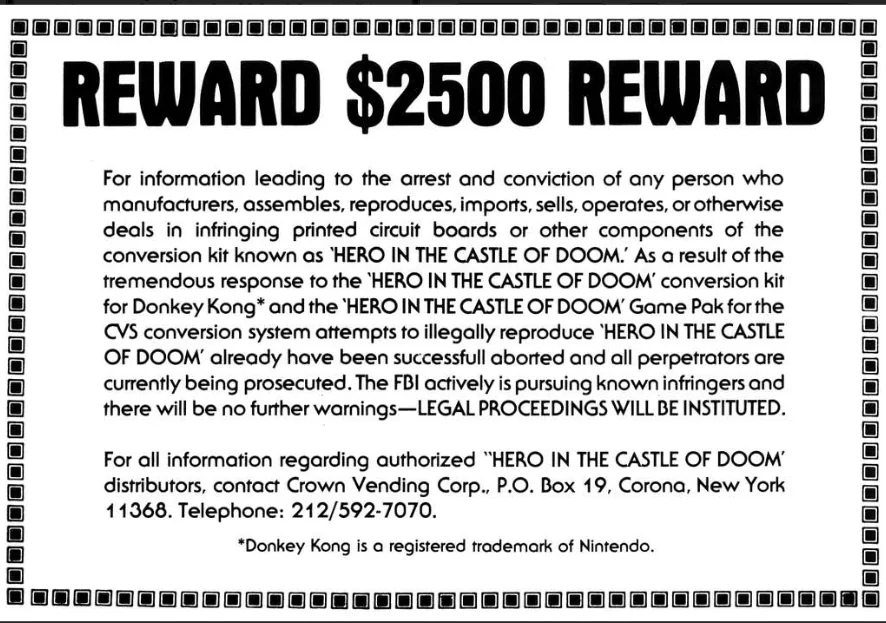 REWARD $2500 REWARD
For information leading to the arrest and conviction of any person who
manufacturers, assembles, reproduces, imports, sells, operates, or otherwise
deals in infringing printed circuit boards or other components of the
conversion kit known as 'HERO IN THE CASTLE OF DOOM.' As a result of the
tremendous response to the 'HERO IN THE CASTLE OF DOOM' conversion kit
for Donkey Kong* and the 'HERO IN THE CASTLE OF DOOM' Game Pak for the
CVS conversion system attempts to illegally reproduce 'HERO IN THE CASTLE
OF DOOM' already have been successfull aborted and all perpetrators are
currently being prosecuted. The FBI actively is pursuing known infringers and
there will be no further warnings—LEGAL PROCEEDINGS WILL BE INSTITUTED.
For all information regarding authorized "HERO IN THE CASTLE OF DOOM'
distributors, contact Crown Vending Corp., P.O. Box 19, Corona, New York
11368. Telephone: 212/592-7070.
*Donkey Kong is a registered trademark of Nintendo.